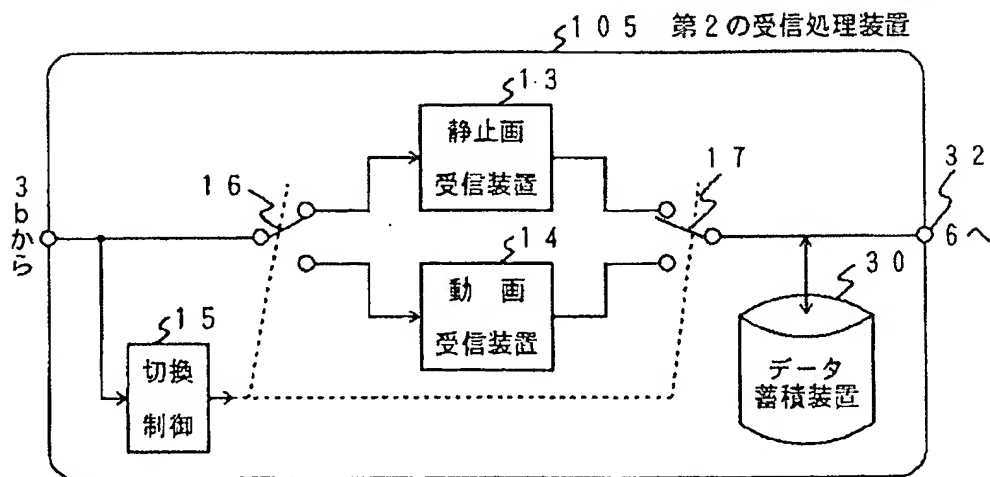 105 第2の受信処理装置
13
静止画
受信装置
16
17
32
3bから
6へ
14
動 画
受信装置
30
15
切換
制御
データ
蓄積装置